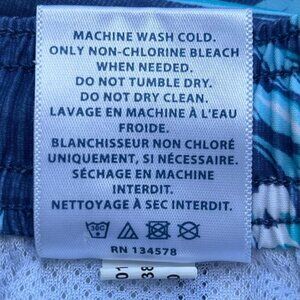 MACHINE WASH COLD.
ONLY NON-CHLORINE BLEACH
WHEN NEEDED.
DO NOT TUMBLE DRY.
DO NOT DRY CLEAN.
LAVAGE EN MACHINE À L'EAU
FROIDE.
BLANCHISSEUR NON CHLORÉ
UNIQUEMENT, SI NÉCESSAIRE.
SÉCHAGE EN MACHINE
INTERDIT.
NETTOYAGE À SEC INTERDIT.
RN 134578